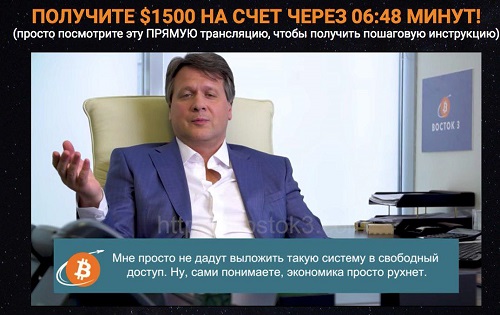 ПОЛУЧИТЕ $1500 НА СЧЕТ ЧЕРЕЗ 06:48 МИНУТ!
(просто посмотрите эту ПРЯМУЮ трансляцию, чтобы получить пошаговую инструкцию)
ВОСТОК 3
Мне просто не дадут выложить такую систему в свободный
доступ. Ну, сами понимаете, экономика просто рухнет.